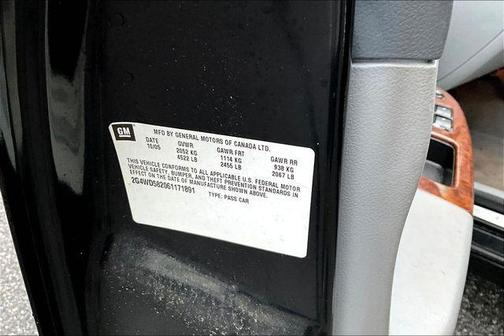 GM
MFD BY GENERAL MOTORS OF CANADA LTD.
DATE GVWR GAWR FRT GAWR RR
10/05 2052 KG 1114 KG 938 KG
4522 LB 2455 LB 2067 LB
THIS VEHICLE CONFORMS TO ALL APPLICABLE U.S. FEDERAL MOTOR
VEHICLE SAFETY, BUMPER, AND THEFT PREVENTION STANDARDS IN
EFFECT ON THE DATE OF MANUFACTURE SHOWN ABOVE.
2G4WD582061171891
TYPE: PASS CAR